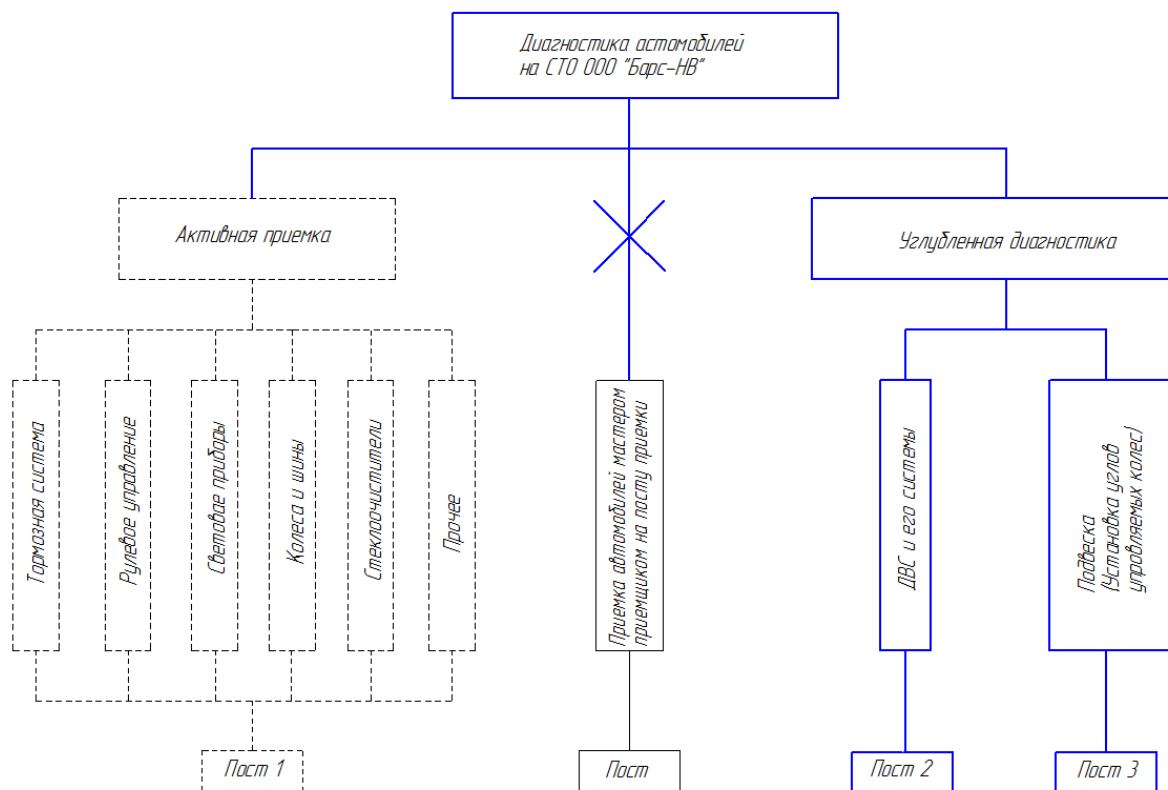 Диагностика астомобилей
на СТО ООО "Барс-НВ"
Активная приемка
Углубленная диагностика
Тормозная система
Рулевое управление
Световае приборы
Колеса и шины
Стеклоочистители
Прочее
Приемка автомобилей мастером
приемщиком на посту приемки
ДВС и его системы
Подвеска
(Установка углов
управляемых колес)
Пост 1
Пост
Пост 2
Пост 3